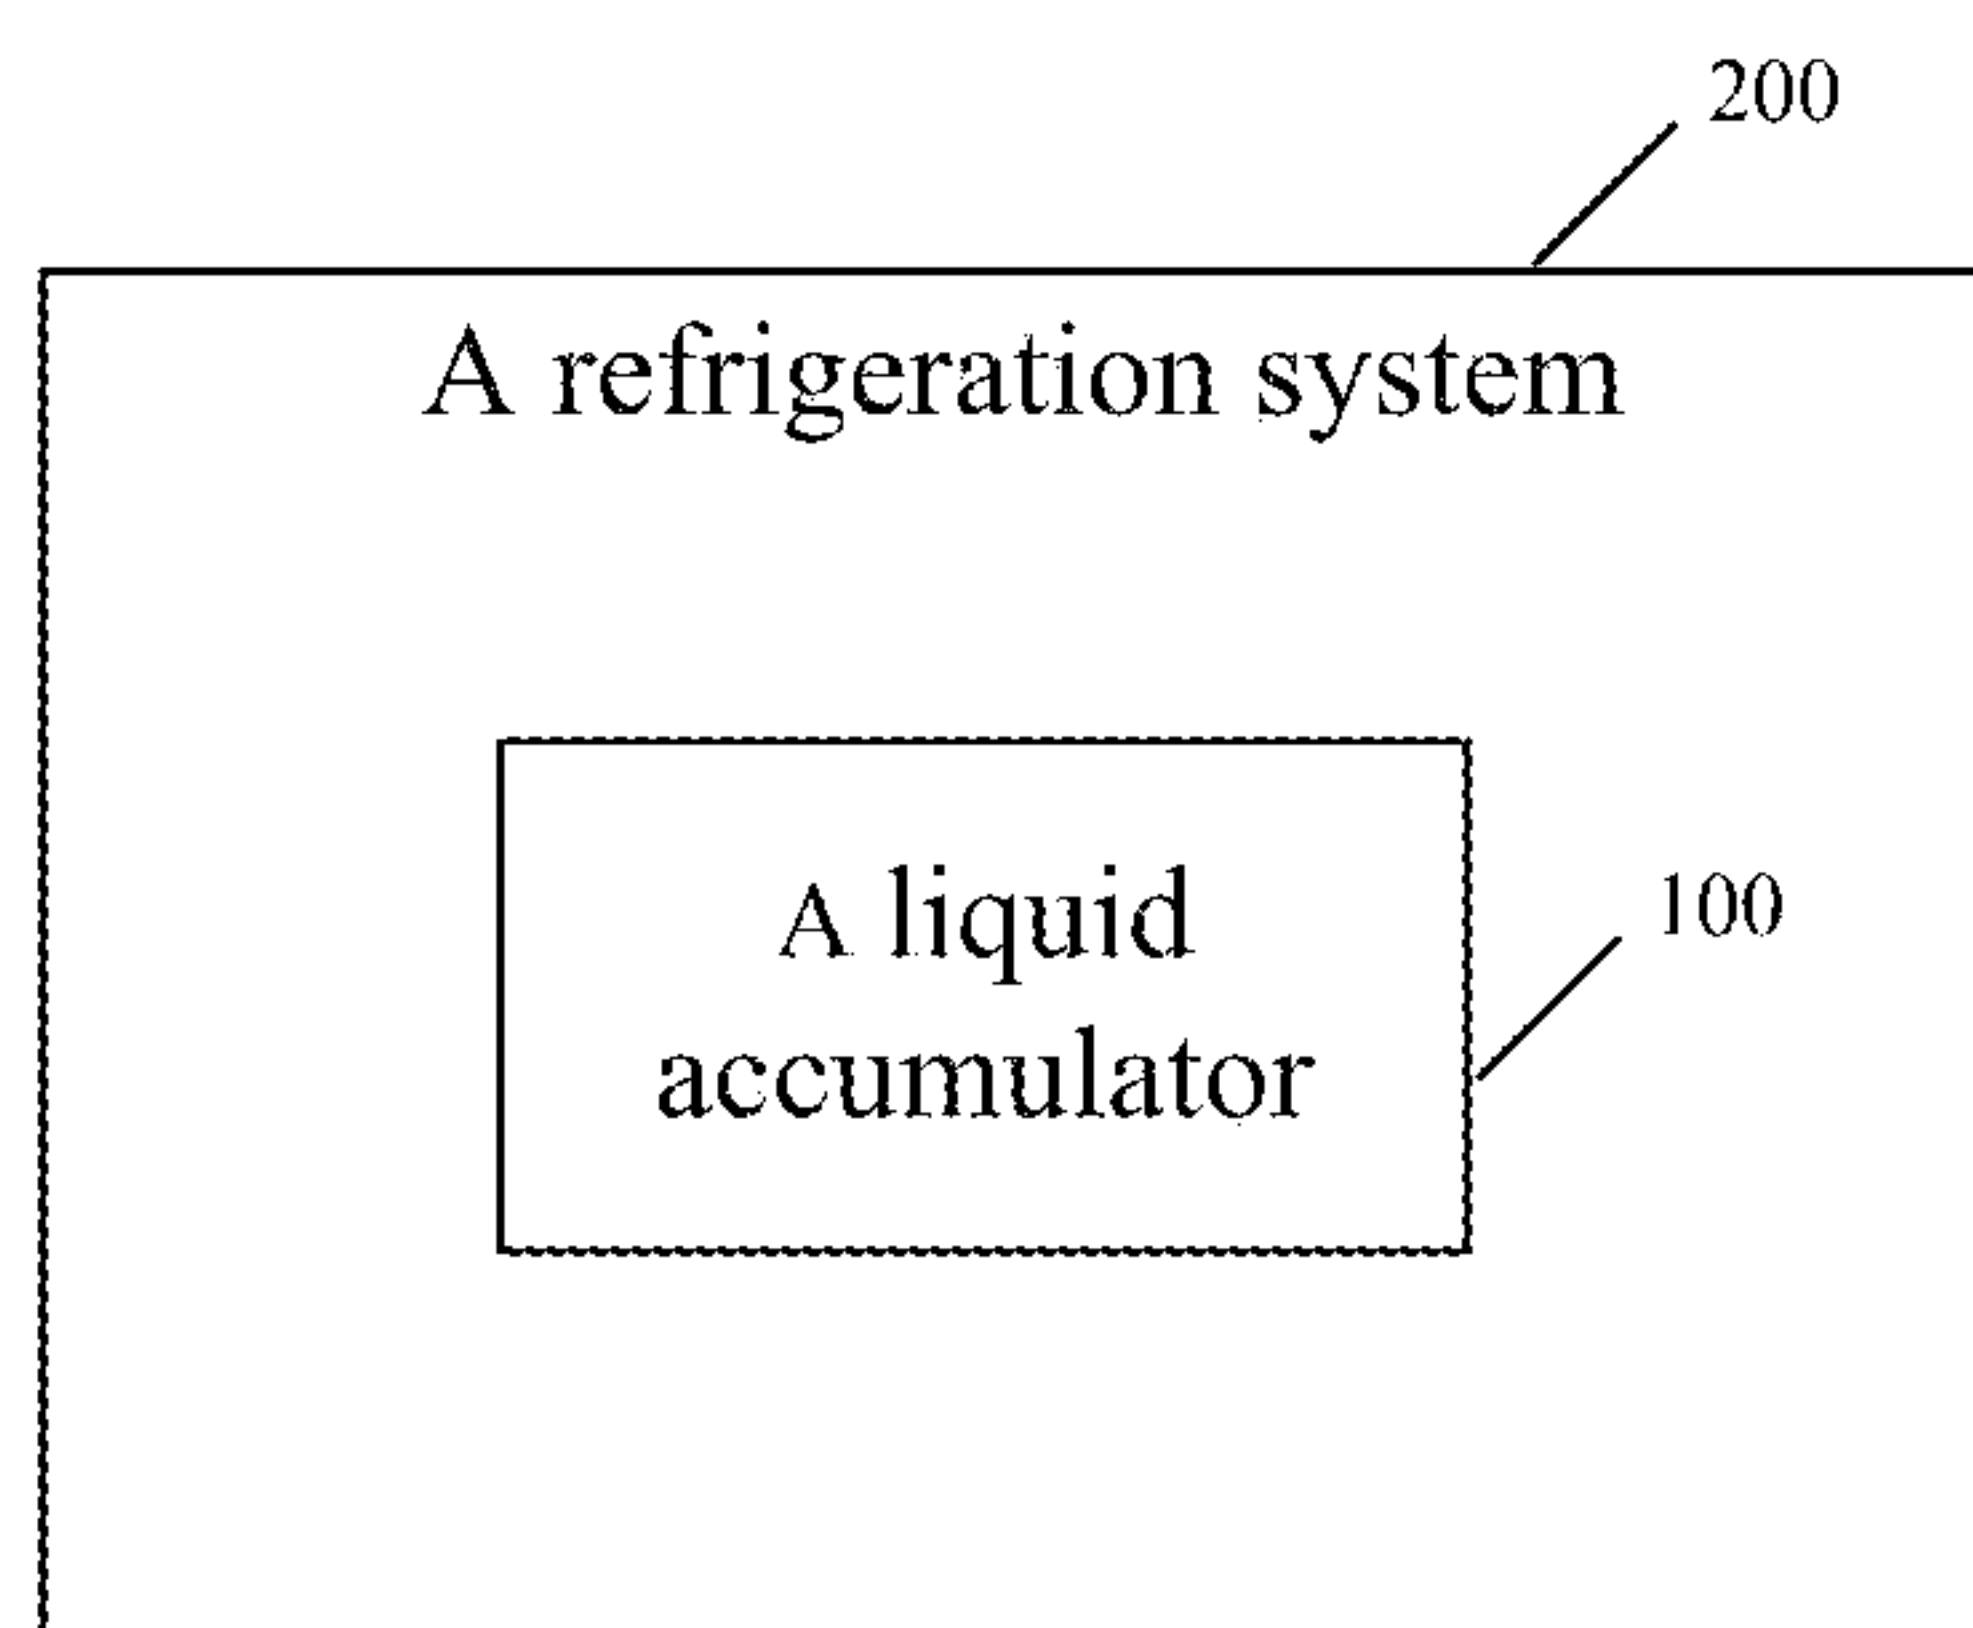 200
A refrigeration system
A liquid
accumulator
100